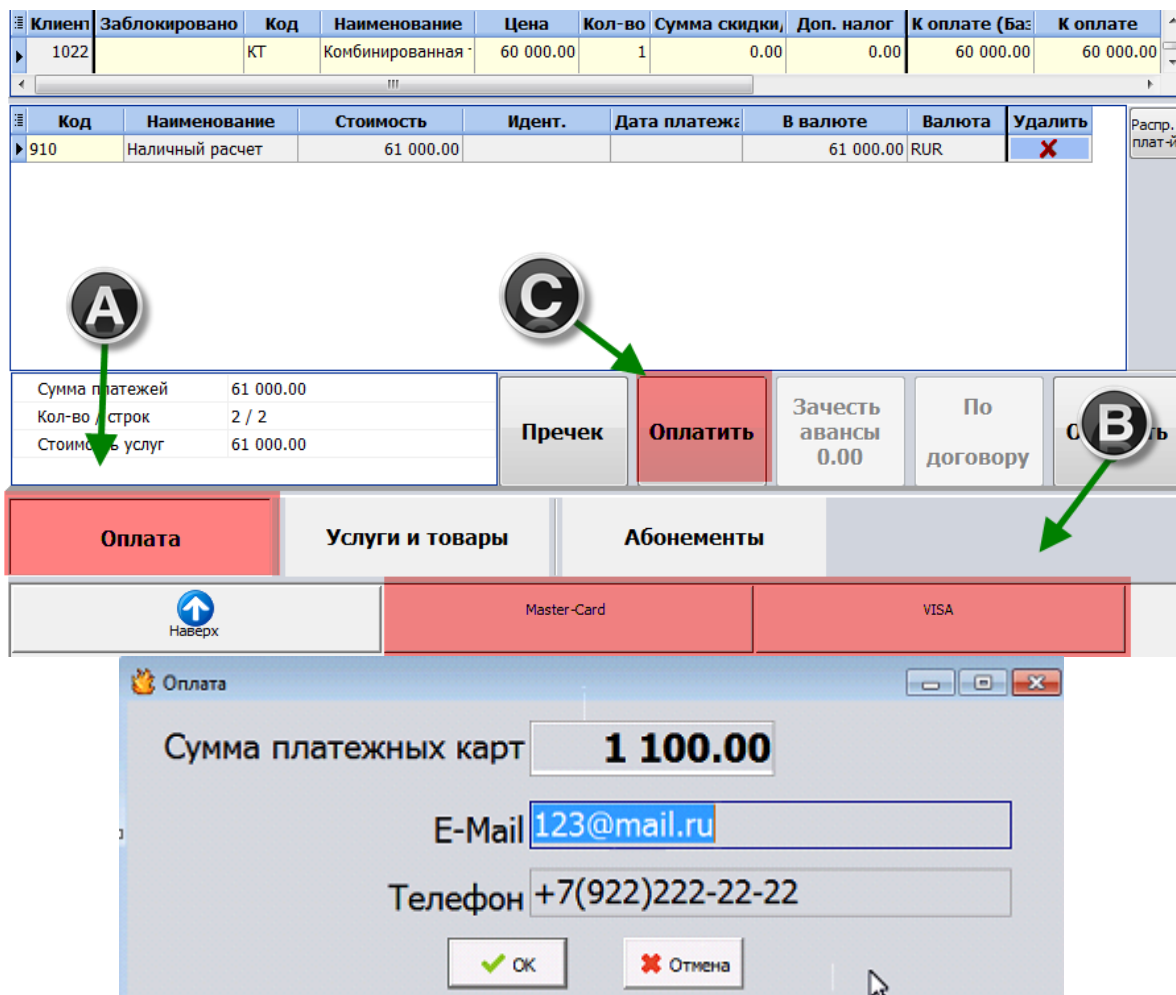 Клиент Заблокировано Код Наименование Цена Кол-во Сумма скидки, Доп. налог К оплате (Баз К оплате
1022 КТ Комбинированная 60 000.00 1 0.00 0.00 60 000.00 60 000.00
Код Наименование Стоимость Идент. Дата платежа В валюте Валюта Удалить
910 Наличный расчет 61 000.00 61 000.00 RUR
Распр.
плат-й
A
C
Сумма платежей 61 000.00
Кол-во / строк 2 / 2
Стоимость услуг 61 000.00
Пречек
Оплатить
Зачесть
авансы
0.00
По
договору
B
Оплата Услуги и товары Абонементы
Наверх Master-Card VISA
Оплата
Сумма платежных карт 1 100.00
E-Mail 123@mail.ru
Телефон +7(922)222-22-22
ОК Отмена